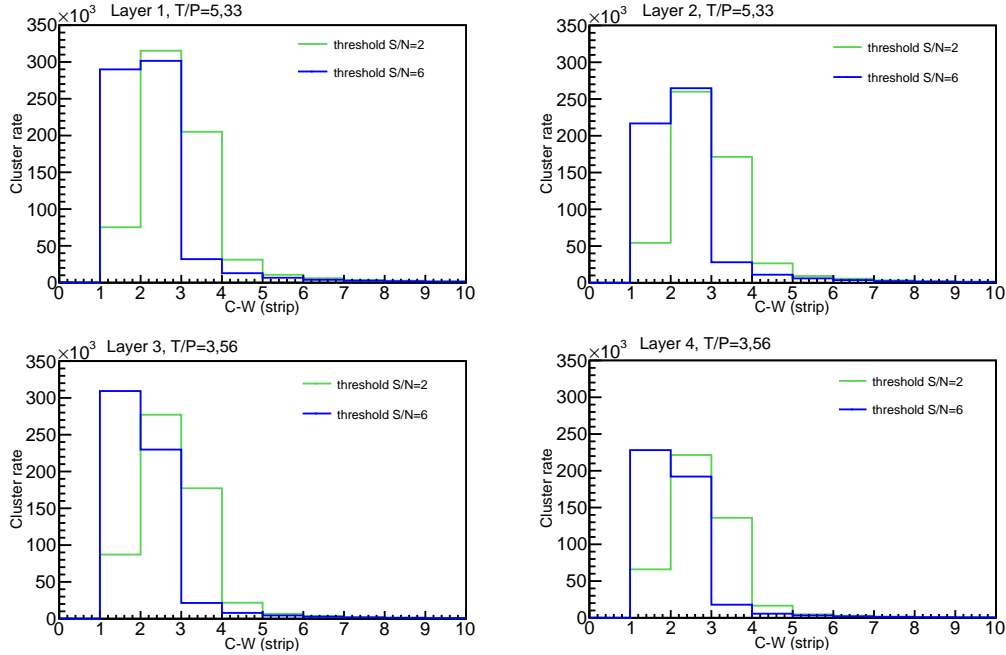 Layer 1, T/P=5,33
×10³
350
300
250
200
150
100
50
0
Cluster rate
threshold S/N=2
threshold S/N=6
0 1 2 3 4 5 6 7 8 9 10
C-W (strip)
Layer 2, T/P=5,33
×10³
350
300
250
200
150
100
50
0
Cluster rate
threshold S/N=2
threshold S/N=6
0 1 2 3 4 5 6 7 8 9 10
C-W (strip)
Layer 3, T/P=3,56
×10³
350
300
250
200
150
100
50
0
Cluster rate
threshold S/N=2
threshold S/N=6
0 1 2 3 4 5 6 7 8 9 10
C-W (strip)
Layer 4, T/P=3,56
×10³
350
300
250
200
150
100
50
0
Cluster rate
threshold S/N=2
threshold S/N=6
0 1 2 3 4 5 6 7 8 9 10
C-W (strip)